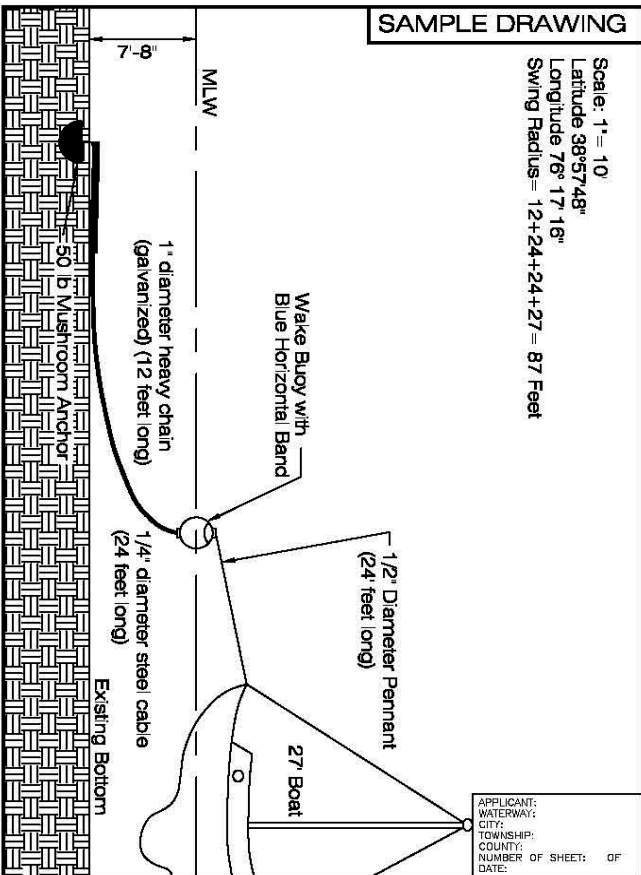 SAMPLE DRAWING
Scale: 1" = 10'
Latitude 38°57'48"
Longitude 76° 17' 16"
Swing Radius= 12+24+24+27= 87 Feet
7'-8"
MLW
Wake Buoy with
Blue Horizontal Band
1/2" Diameter Pennant
(24' feet long)
27' Boat
1" diameter heavy chain
(galvanized) (12 feet long)
1/4" diameter steel cable
(24 feet long)
50 lb Mushroom Anchor
Existing Bottom
APPLICANT:
WATERWAY:
CITY:
TOWNSHIP:
COUNTY:
NUMBER OF SHEET: OF
DATE: